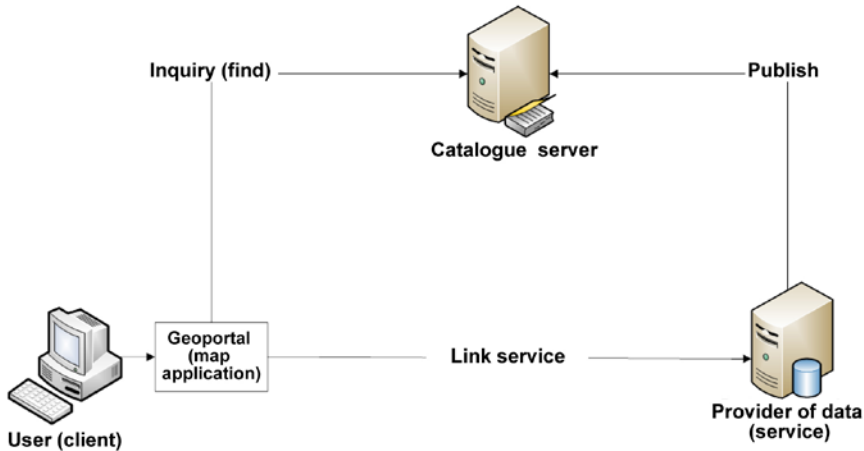 Inquiry (find)
Publish
Catalogue server
Geoportal
(map
application)
Link service
Provider of data
(service)
User (client)